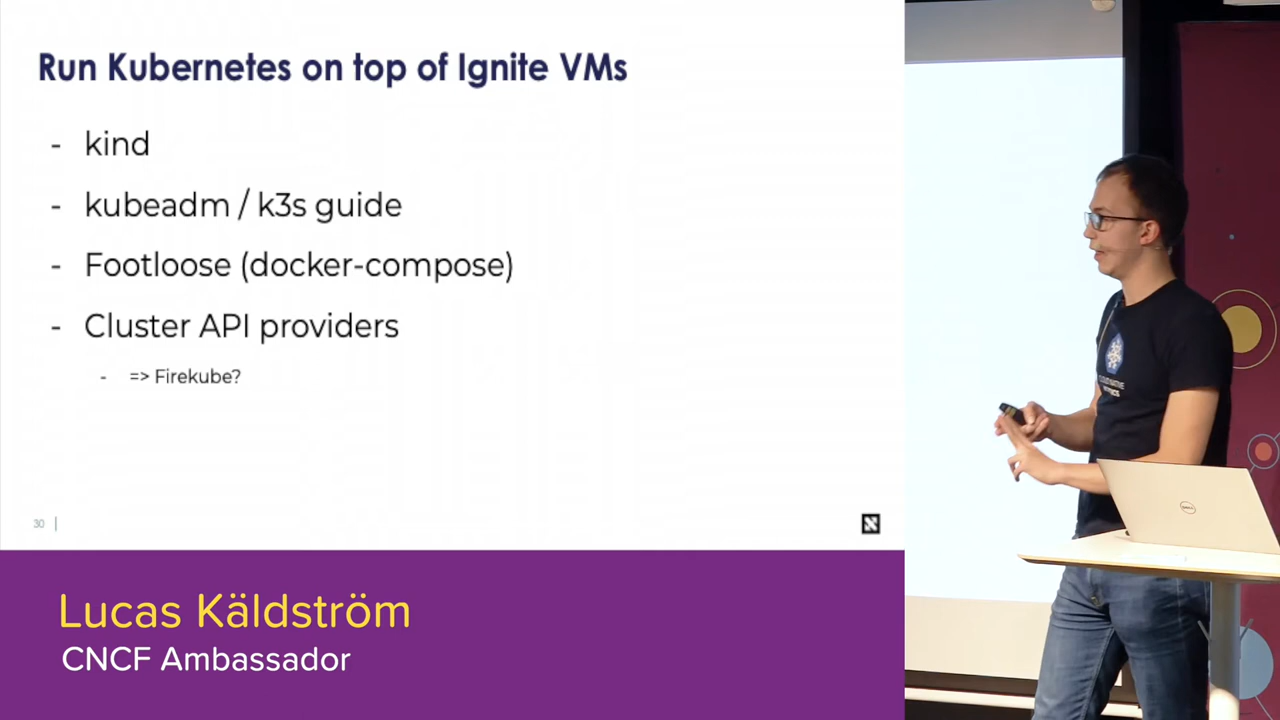 Run Kubernetes on top of Ignite VMs
- kind
- kubeadm / k3s guide
- Footloose (docker-compose)
- Cluster API providers
- => Firekube?
30
Lucas Käldström
CNCF Ambassador
DELL